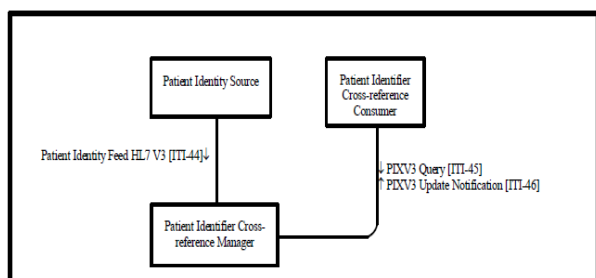 Patient Identity Source
Patient Identifier
Cross-reference
Consumer
Patient Identity Feed HL7 V3 [ITI-44]↓
↓ PIXV3 Query [ITI-45]
↑ PIXV3 Update Notification [ITI-46]
Patient Identifier Cross-
reference Manager